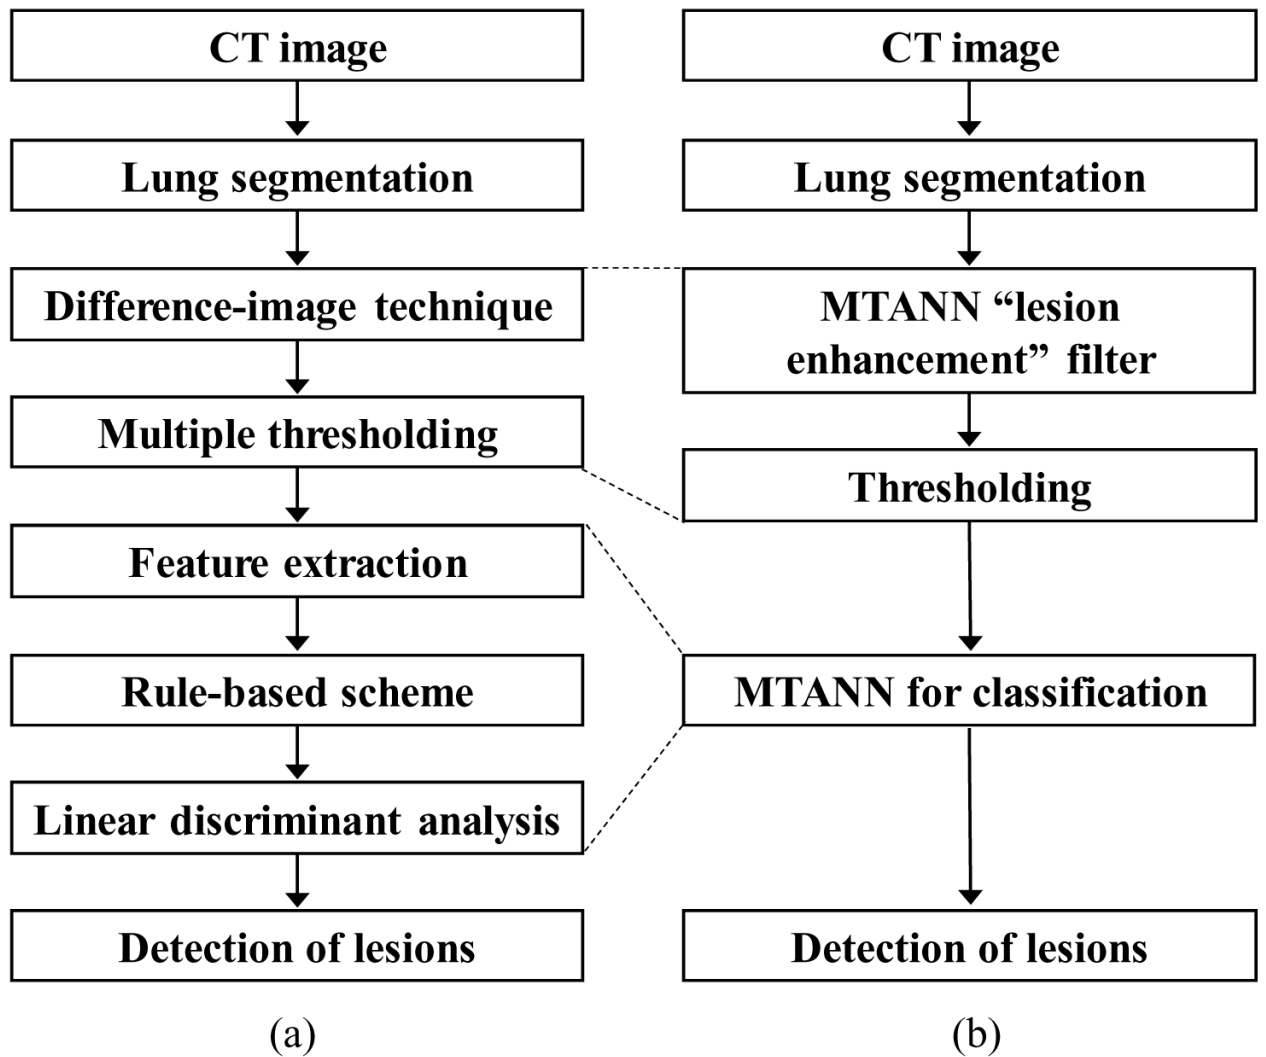 CT image
Lung segmentation
Difference-image technique
Multiple thresholding
Feature extraction
Rule-based scheme
Linear discriminant analysis
Detection of lesions
(a)
CT image
Lung segmentation
MTANN “lesion
enhancement” filter
Thresholding
MTANN for classification
Detection of lesions
(b)